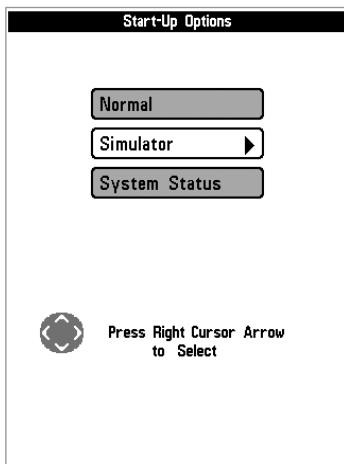 Start-Up Options
Normal
Simulator
System Status
Press Right Cursor Arrow
to Select